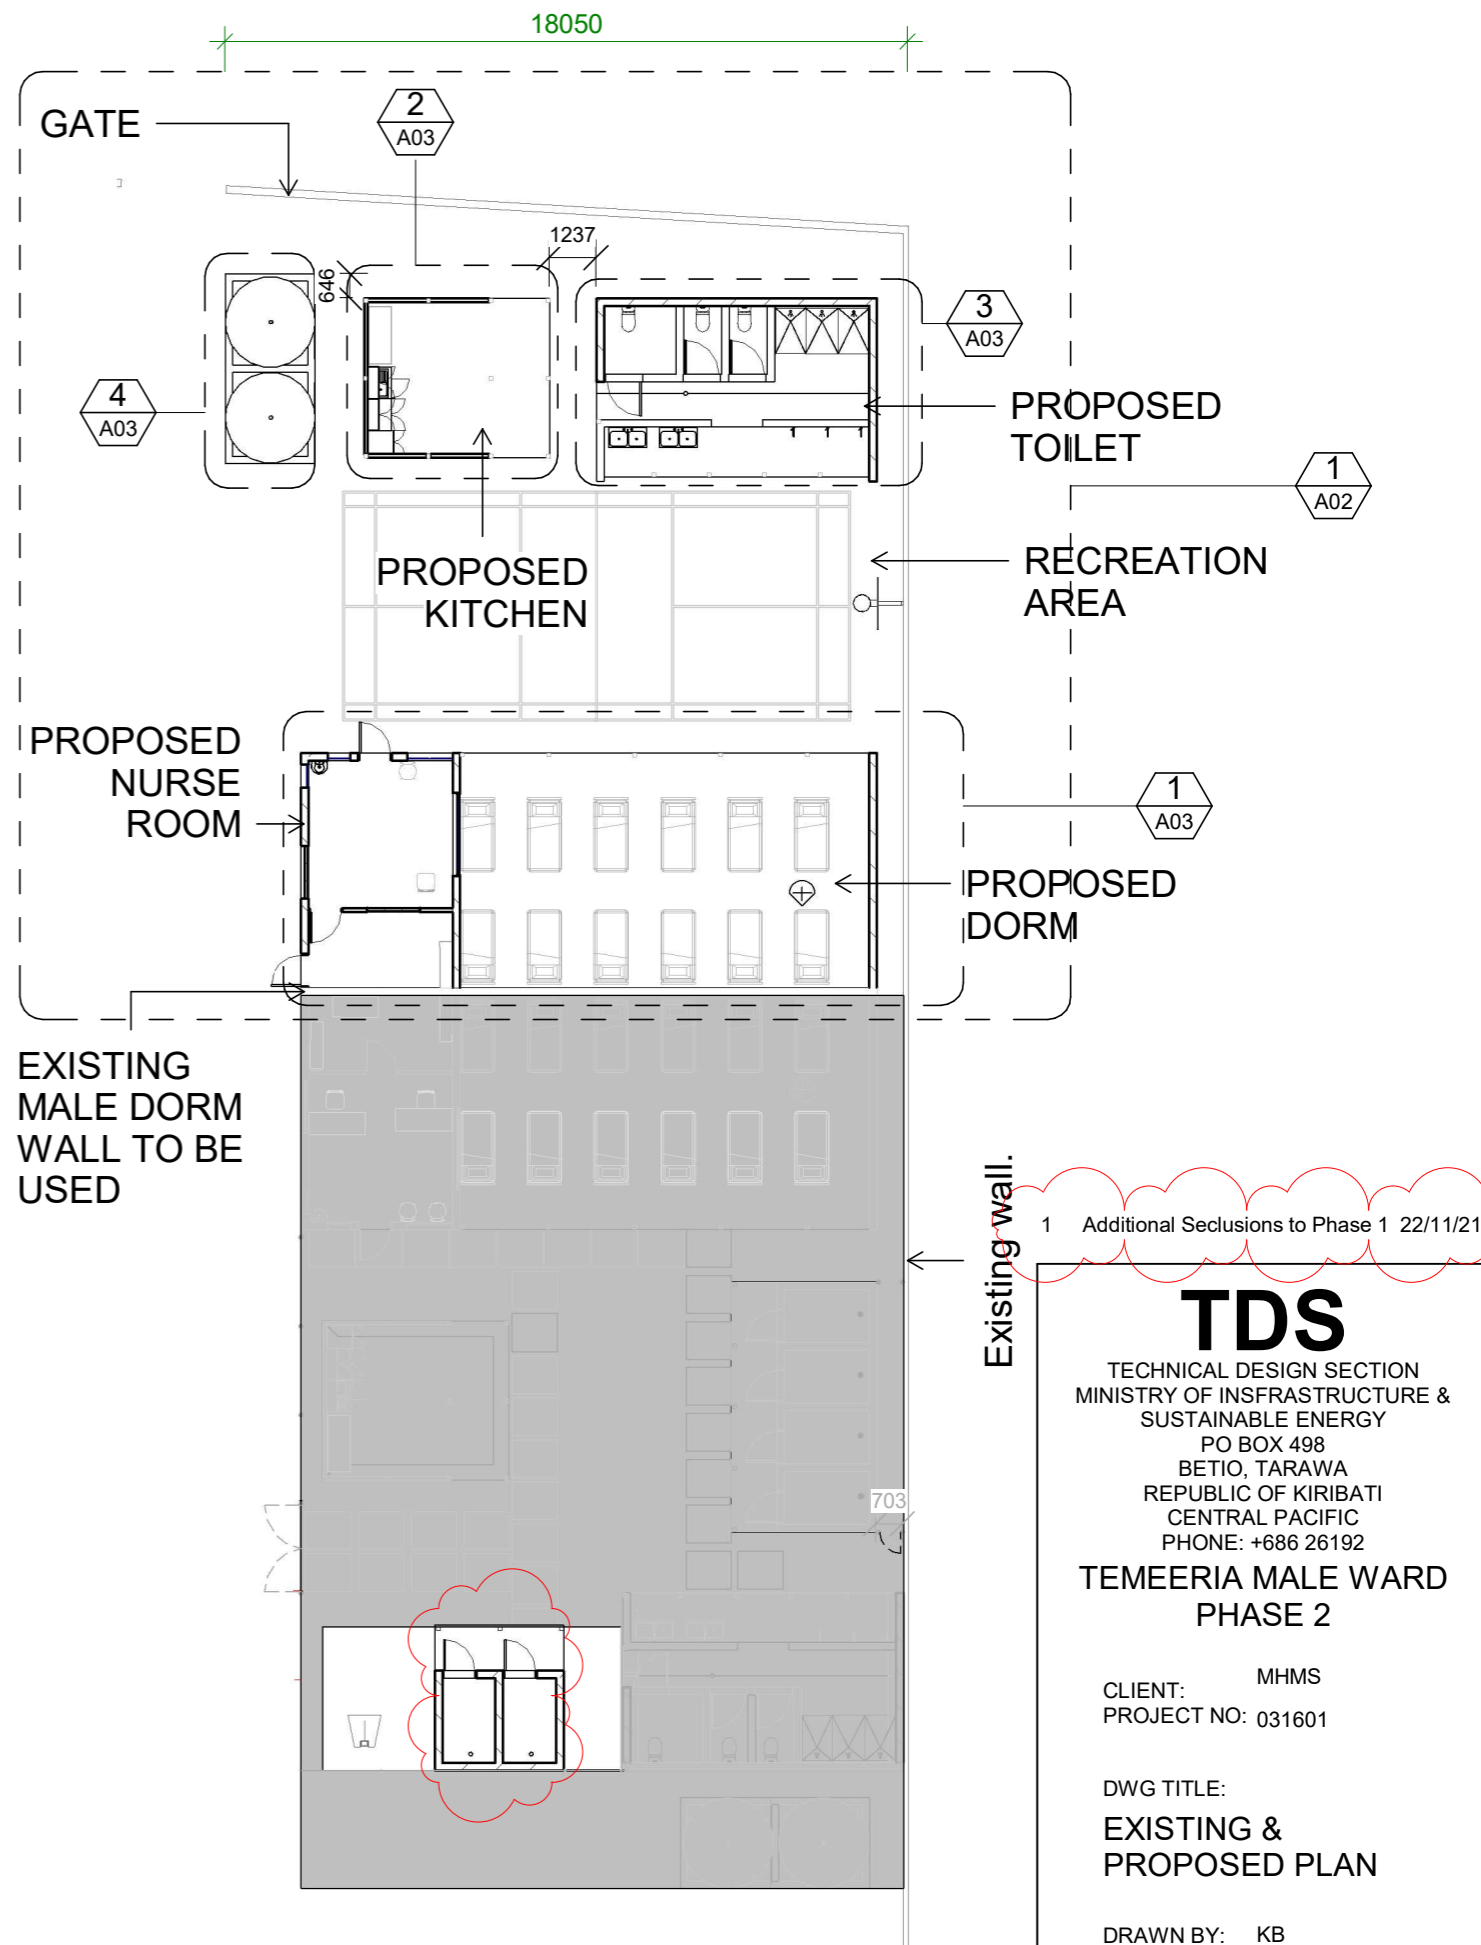 18050
GATE
2
A03
1237
646
3
A03
4
A03
PROPOSED
TOILET
1
A02
PROPOSED
KITCHEN
RECREATION
AREA
PROPOSED
NURSE
ROOM
1
A03
PROPOSED
DORM
EXISTING
MALE DORM
WALL TO BE
USED
Existing wall.
1 Additional Seclusions to Phase 1 22/11/21
TDS
TECHNICAL DESIGN SECTION
MINISTRY OF INSFRASTRUCTURE &
SUSTAINABLE ENERGY
PO BOX 498
BETIO, TARAWA
REPUBLIC OF KIRIBATI
CENTRAL PACIFIC
PHONE: +686 26192
703
TEMEERIA MALE WARD
PHASE 2
CLIENT: MHMS
PROJECT NO: 031601
DWG TITLE:
EXISTING &
PROPOSED PLAN
DRAWN BY: KB